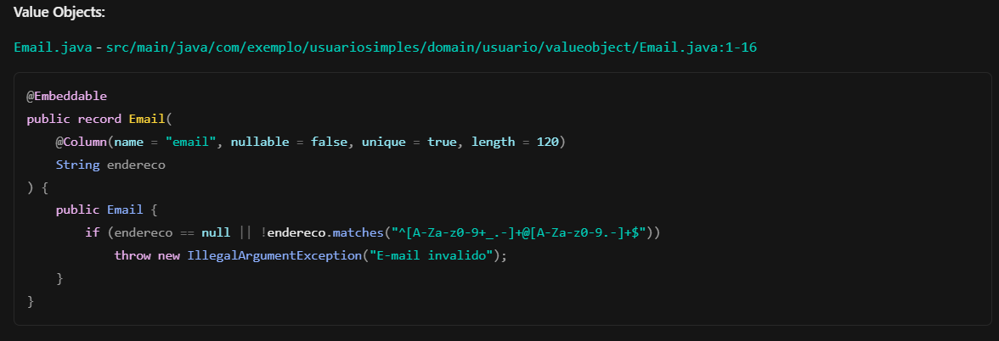 Value Objects:
Email.java - src/main/java/com/exemplo/usuariosimples/domain/usuario/valueobject/Email.java:1-16
@Embeddable
public record Email(
    @Column(name = "email", nullable = false, unique = true, length = 120)
    String endereco
) {
    public Email {
        if (endereco == null || !endereco.matches("^[A-Za-z0-9+_.-]+@[A-Za-z0-9.-]+$"))
            throw new IllegalArgumentException("E-mail invalido");
    }
}